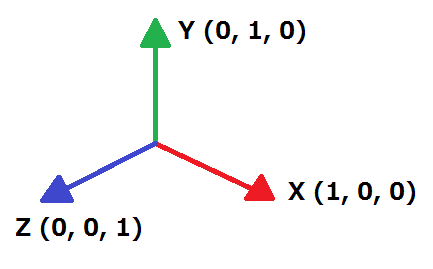 Y (0, 1, 0)
X (1, 0, 0)
Z (0, 0, 1)